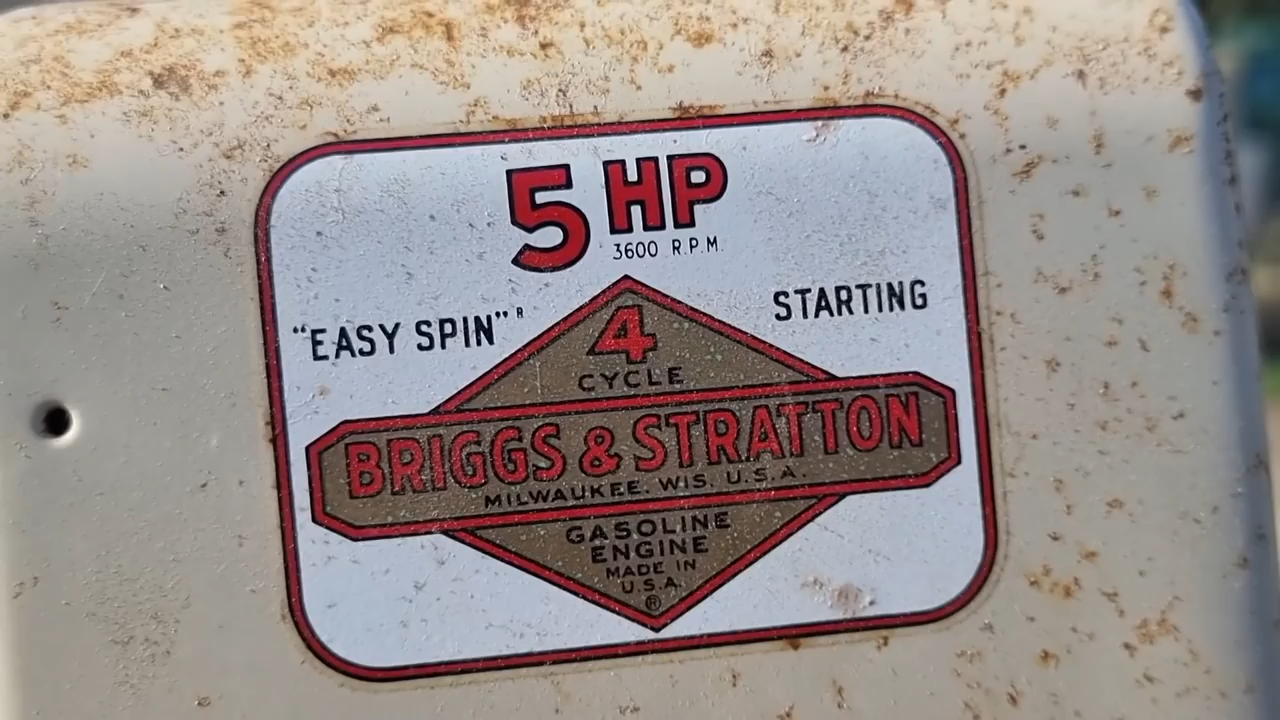 5 HP
3600 R.P.M.
"EASY SPIN"R STARTING
4
CYCLE
BRIGGS & STRATTON
MILWAUKEE. WIS. U.S.A.
GASOLINE
ENGINE
MADE IN
U.S.A.
®